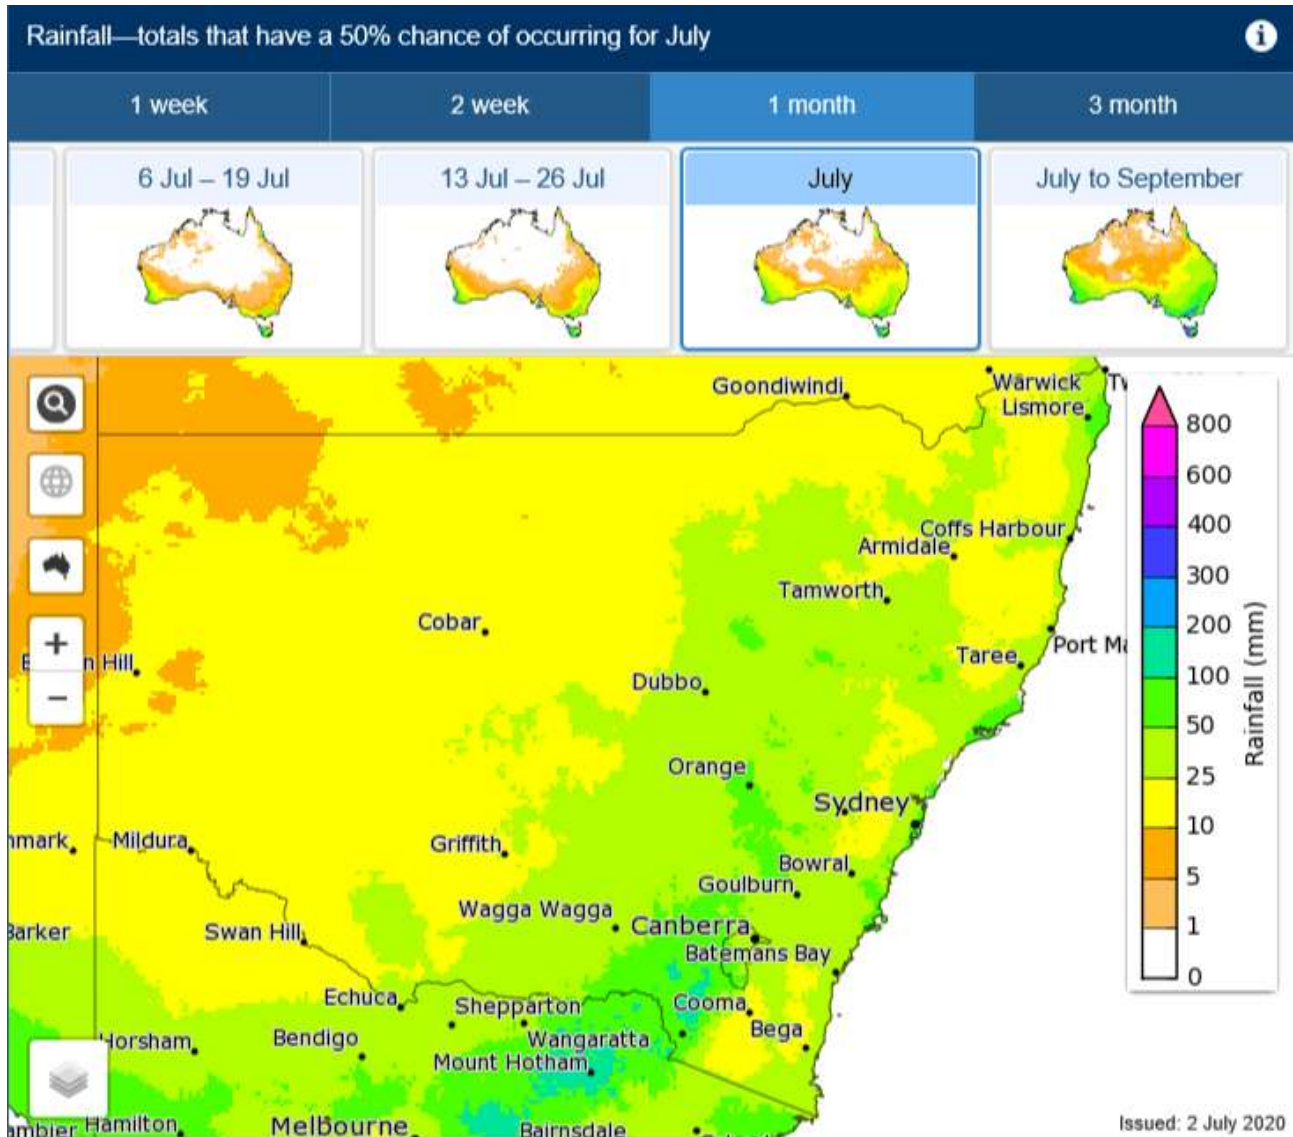 Rainfall—totals that have a 50% chance of occurring for July
1 week
2 week
1 month
3 month
6 Jul – 19 Jul
13 Jul – 26 Jul
July
July to September
Goondiwindi
Warwick
Lismore
Coffs Harbour
Armidale
Tamworth
Cobar
Hill
Taree
Port
Dubbo
Orange
Sydney
Mildura
Griffith
Bowral
Goulburn
Wagga Wagga
Canberra
Barker
Swan Hill
Batemans Bay
Echuca
Shepparton
Cooma
Bega
Horsham
Bendigo
Wangaratta
Mount Hotham
Hamilton
Melbourne
Bairnsdale
800
600
400
300
200
100
50
25
10
5
1
0
Rainfall (mm)
Issued: 2 July 2020